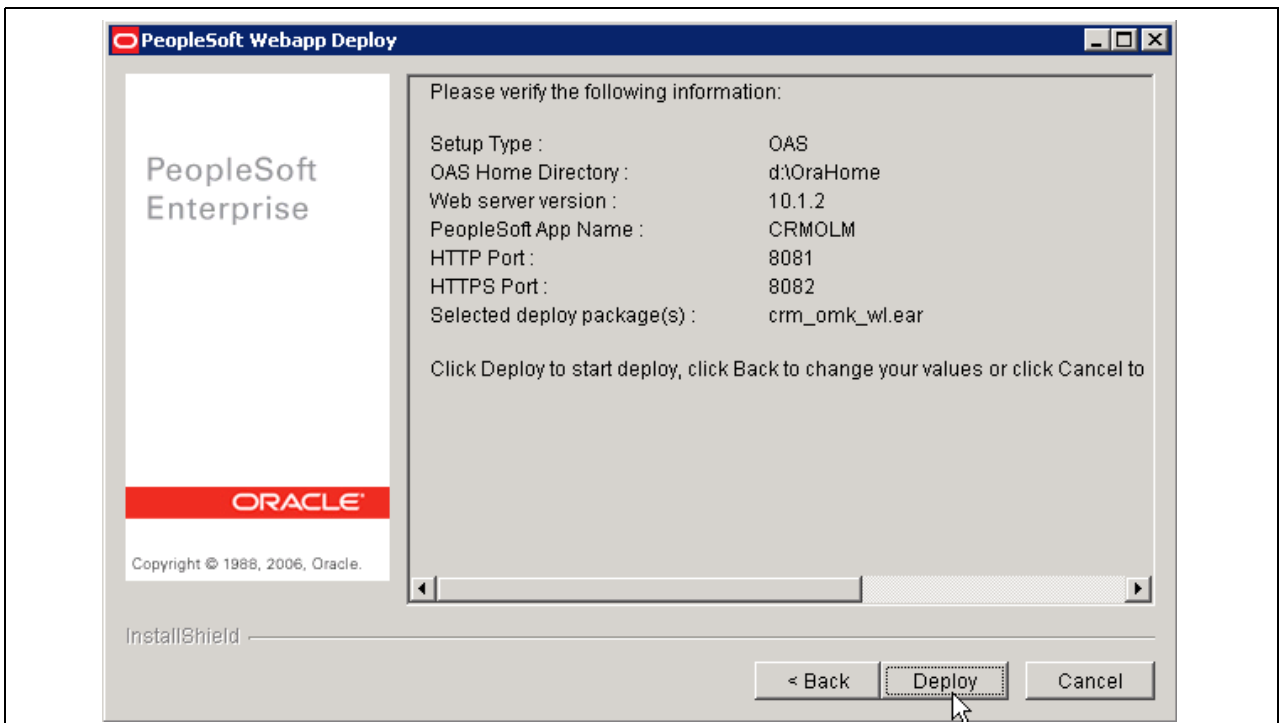 PeopleSoft Webapp Deploy
PeopleSoft
Enterprise
ORACLE
Copyright © 1988, 2006, Oracle.
Please verify the following information:
Setup Type : OAS
OAS Home Directory : d:\OraHome
Web server version : 10.1.2
PeopleSoft App Name : CRMOLM
HTTP Port : 8081
HTTPS Port : 8082
Selected deploy package(s) : crm_omk_wl.ear
Click Deploy to start deploy, click Back to change your values or click Cancel to
InstallShield
< Back Deploy Cancel